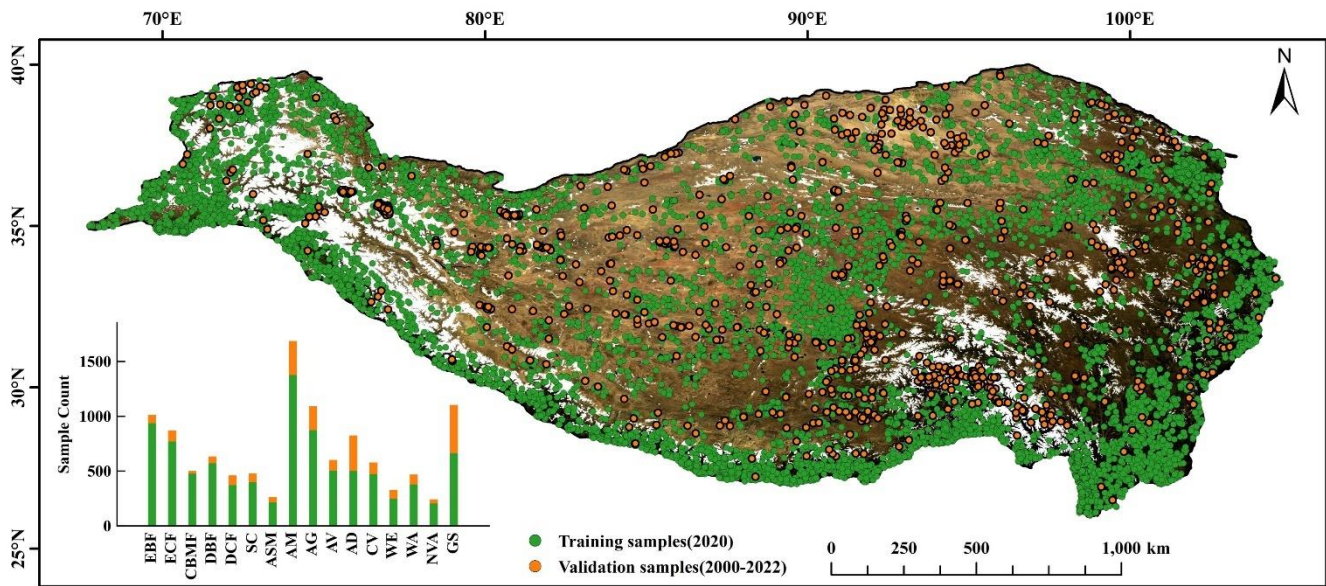 70°E 80°E 90°E 100°E
40°N
35°N
30°N
25°N
N
1500
1000
500
0
Sample Count
EBF ECF CBMF DBF DCF SC ASM AM AG AV AD CV WE WA NVA GS
Training samples(2020)
Validation samples(2000-2022)
0 250 500 1,000 km